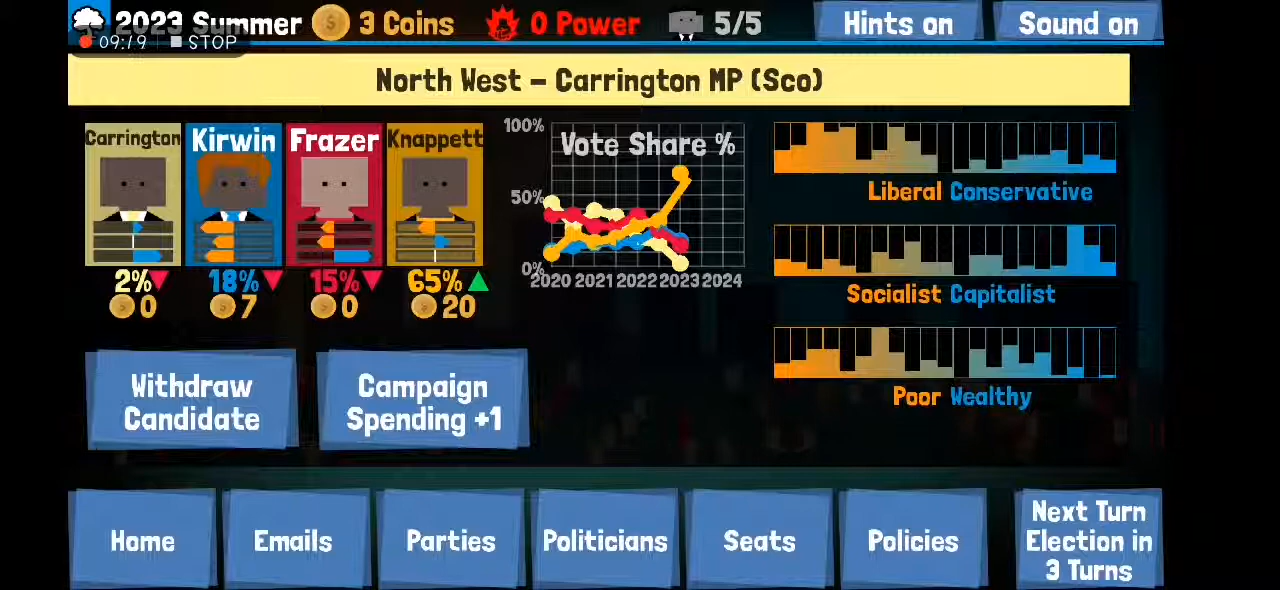 2023 Summer
3 Coins
0 Power
5/5
Hints on
Sound on
STOP
North West – Carrington MP (Sco)
Carrington
Kirwin
Frazer
Knappett
2%
18%
15%
65%
0
7
0
20
Vote Share %
100%
50%
0%
2020 2021 2022 2023 2024
Liberal Conservative
Socialist Capitalist
Poor Wealthy
Withdraw
Candidate
Campaign
Spending +1
Home
Emails
Parties
Politicians
Seats
Policies
Next Turn
Election in
3 Turns